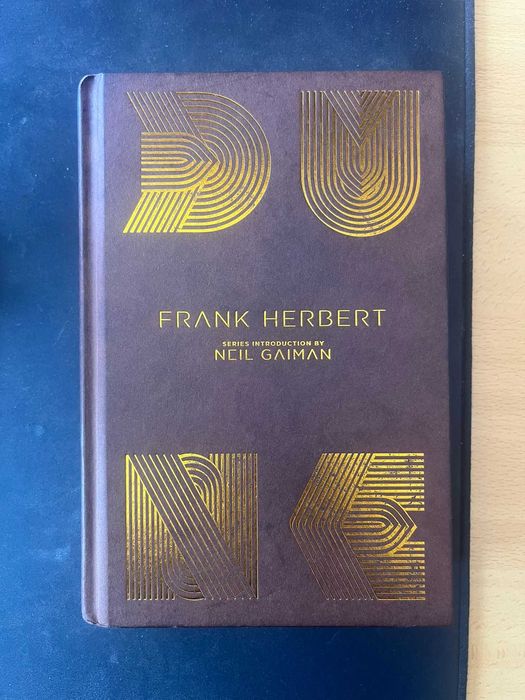 DU
FRANK HERBERT
SERIES INTRODUCTION BY
NEIL GAIMAN
NE